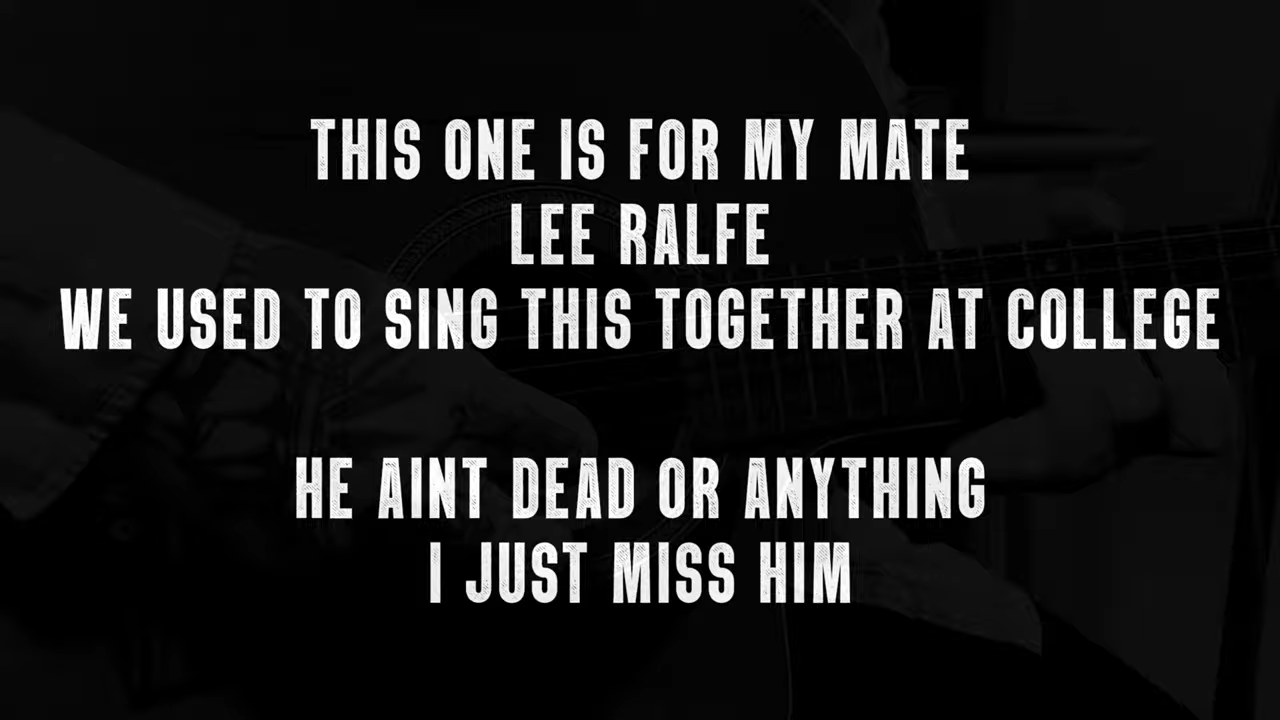 THIS ONE IS FOR MY MATE
LEE RALFE
WE USED TO SING THIS TOGETHER AT COLLEGE
HE AINT DEAD OR ANYTHING
I JUST MISS HIM